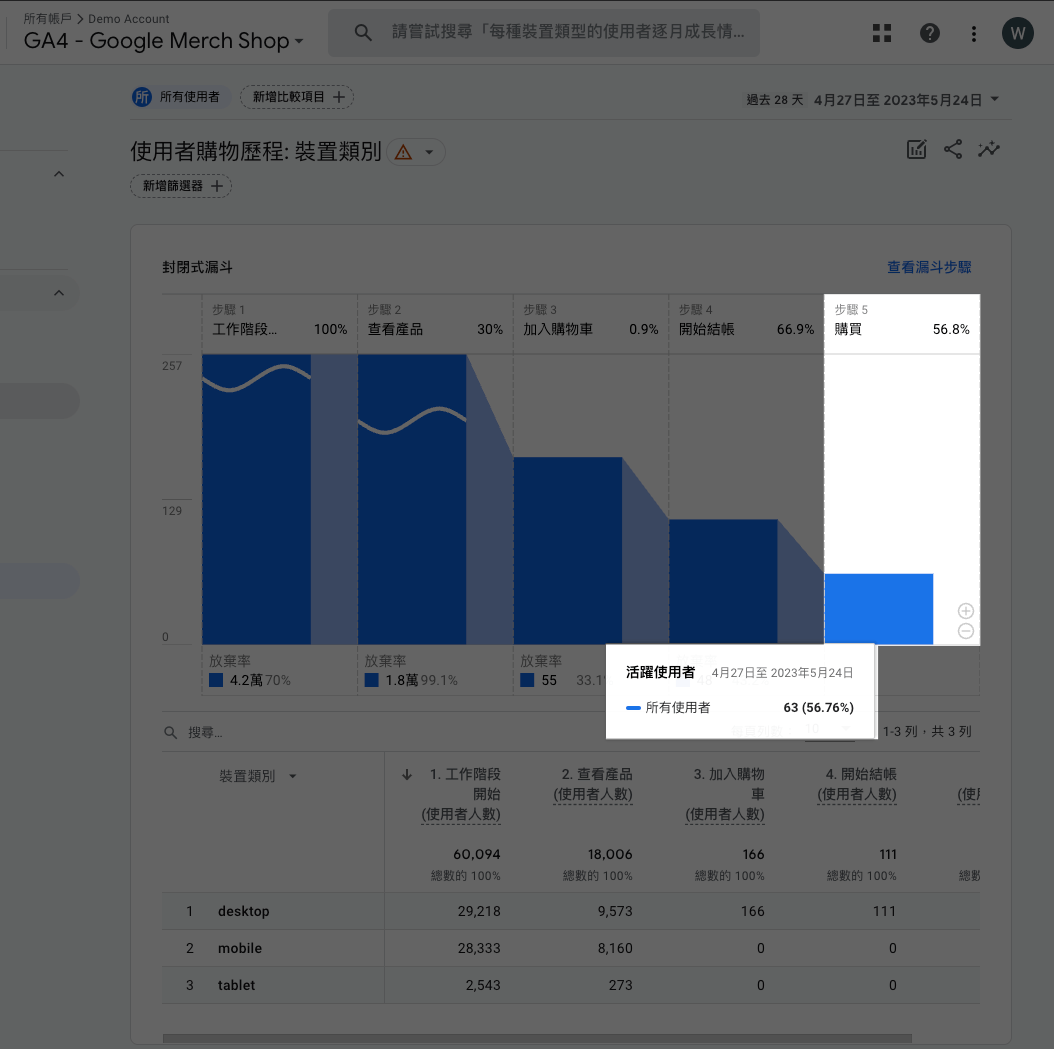 所有帳戶 > Demo Account
GA4 - Google Merch Shop
請嘗試搜尋「每種裝置類型的使用者逐月成長情...
W
所 所有使用者
新增比較項目 +
過去 28 天 4月27日至 2023年5月24日
使用者購物歷程: 裝置類別
新增篩選器 +
封閉式漏斗
查看漏斗步驟
步驟 1
工作階段... 100%
步驟 2
查看產品 30%
步驟 3
加入購物車 0.9%
步驟 4
開始結帳 66.9%
步驟 5
購買 56.8%
257
129
0
放棄率
4.2萬 70%
放棄率
1.8萬 99.1%
放棄率
55 33.1
活躍使用者 4月27日至 2023年5月24日
所有使用者 63 (56.76%)
搜尋...
10
1-3 列,共 3 列
裝置類別
1. 工作階段
開始
(使用者人數)
2. 查看產品
(使用者人數)
3. 加入購物
車
(使用者人數)
4. 開始結帳
(使用者人數)
60,094 18,006 166 111
總數的 100% 總數的 100% 總數的 100% 總數的 100% 總數
1 desktop 29,218 9,573 166 111
2 mobile 28,333 8,160 0 0
3 tablet 2,543 273 0 0